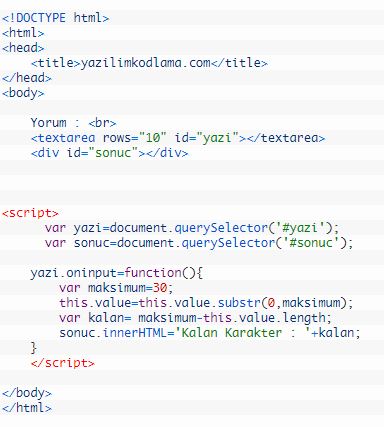 <!DOCTYPE html>
<html>
<head>
    <title>yazilimkodlama.com</title>
</head>
<body>
    Yorum : <br>
    <textarea rows="10" id="yazi"></textarea>
    <div id="sonuc"></div>
<script>
      var yazi=document.querySelector('#yazi');
      var sonuc=document.querySelector('#sonuc');
    yazi.oninput=function(){
        var maksimum=30;
        this.value=this.value.substr(0,maksimum);
        var kalan= maksimum-this.value.length;
        sonuc.innerHTML='Kalan Karakter : '+kalan;
    }
    </script>
</body>
</html>